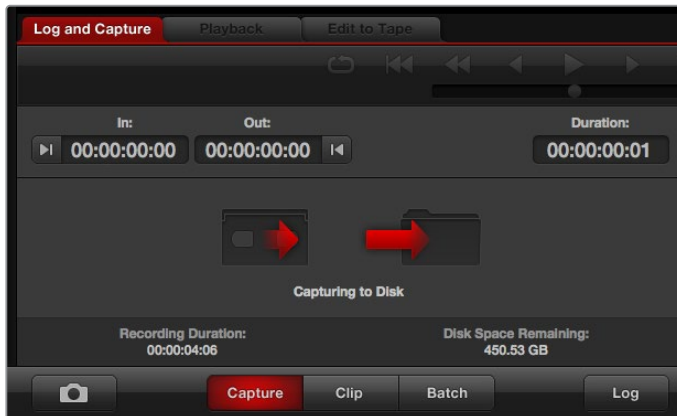 Log and Capture Playback Edit to Tape
In: Out: Duration:
00:00:00:00 00:00:00:00 00:00:00:01
Capturing to Disk
Recording Duration: Disk Space Remaining:
00:00:04:06 450.53 GB
Capture Clip Batch Log